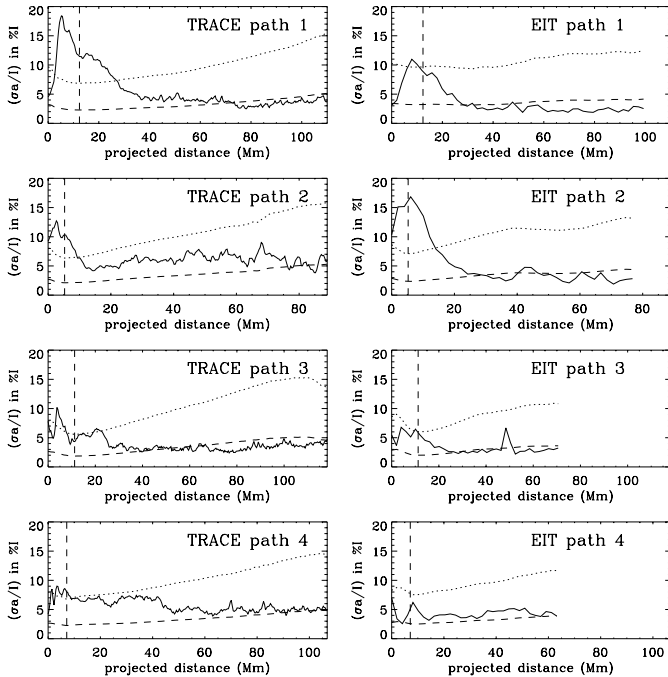 TRACE path 1
(σa/I) in %I
20
15
10
5
0
0 20 40 60 80 100
projected distance (Mm)
EIT path 1
(σa/I) in %I
20
15
10
5
0
0 20 40 60 80 100
projected distance (Mm)
TRACE path 2
(σa/I) in %I
20
15
10
5
0
0 20 40 60 80
projected distance (Mm)
EIT path 2
(σa/I) in %I
20
15
10
5
0
0 20 40 60 80 100
projected distance (Mm)
TRACE path 3
(σa/I) in %I
20
15
10
5
0
0 20 40 60 80 100
projected distance (Mm)
EIT path 3
(σa/I) in %I
20
15
10
5
0
0 20 40 60 80 100
projected distance (Mm)
TRACE path 4
(σa/I) in %I
20
15
10
5
0
0 20 40 60 80 100
projected distance (Mm)
EIT path 4
(σa/I) in %I
20
15
10
5
0
0 20 40 60 80 100
projected distance (Mm)